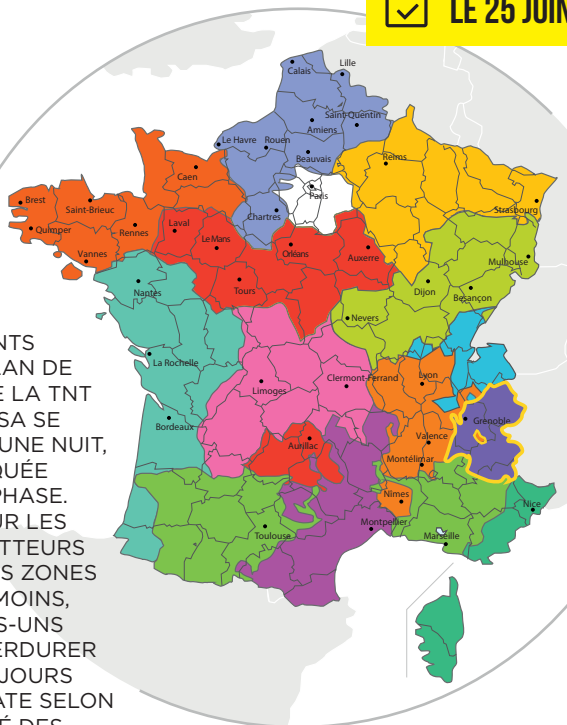 LE 25 JUIN
Lille
Calais
Saint-Quentin
Amiens
Le Havre
Rouen
Beauvais
Reims
Caen
Paris
Brest
Saint-Brieuc
Strasbourg
Chartres
Laval
Quimper
Rennes
Le Mans
Orléans
Auxerre
Vannes
Mulhouse
Tours
Dijon
Nantes
Besançon
Nevers
NTS
LAN DE
La Rochelle
E LA TNT
Lyon
Clermont-Ferrand
SA SE
Limoges
UNE NUIT,
Grenoble
Bordeaux
QUÉE
Valence
Aurillac
PHASE.
Montélimar
UR LES
Nîmes
Nice
TTEURS
Montpellier
Toulouse
Marseille
S ZONES
MOINS,
S-UNS
ERDURER
JOURS
ATE SELON
É DES